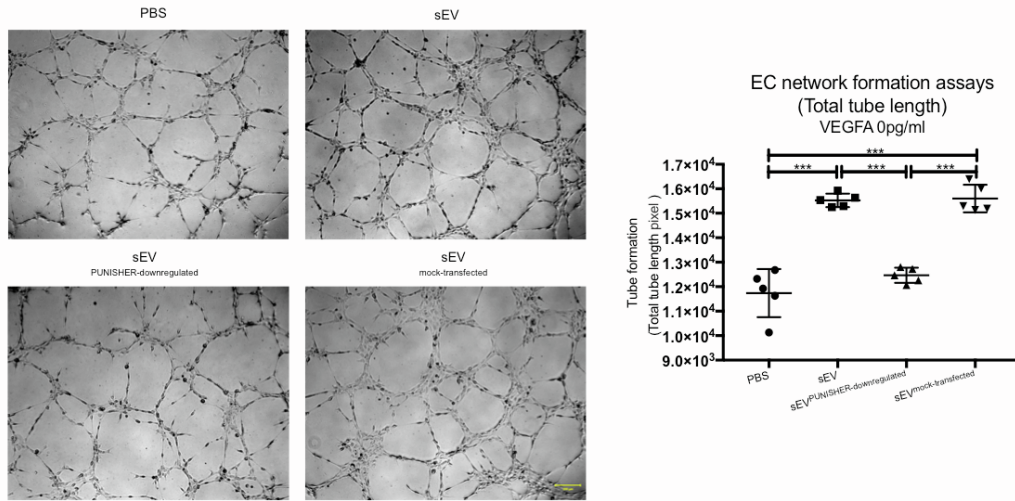 PBS
sEV
sEV
PUNISHER-downregulated
sEV
mock-transfected
EC network formation assays
(Total tube length)
VEGFA 0pg/ml
***
*** *** ***
Tube formation
(Total tube length pixel )
1.7×10⁴
1.6×10⁴
1.5×10⁴
1.4×10⁴
1.3×10⁴
1.2×10⁴
1.1×10⁴
1.0×10⁴
9.0×10³
PBS
sEV
sEVPUNISHER-downregulated
sEVmock-transfected